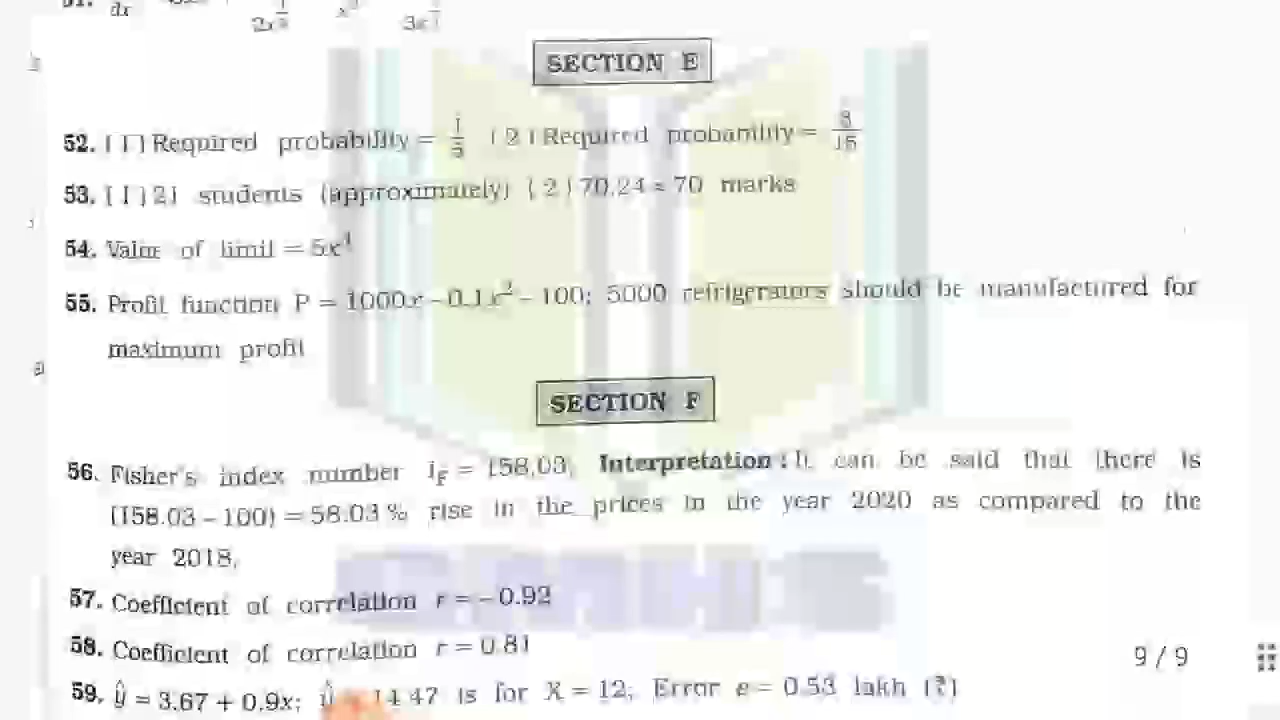 dx
SECTION E
52. (1) Required probability = 1/5 (2) Required probability = 8/15
53. (1) 21 students (approximately) (2) 70.24 ≈ 70 marks
54. Value of limit = 5x⁴
55. Profit function P = 1000x – 0.1x² – 100; 5000 refrigerators should be manufactured for
maximum profit
SECTION F
56. Fisher's index number I_F = 158.03, Interpretation : It can be said that there is
(158.03 – 100) = 58.03 % rise in the prices in the year 2020 as compared to the
year 2018.
57. Coefficient of correlation r = – 0.92
58. Coefficient of correlation r = 0.81
9 / 9
59. ŷ = 3.67 + 0.9x; ŷ = 14.47 is for X = 12; Error e = 0.53 lakh (₹)